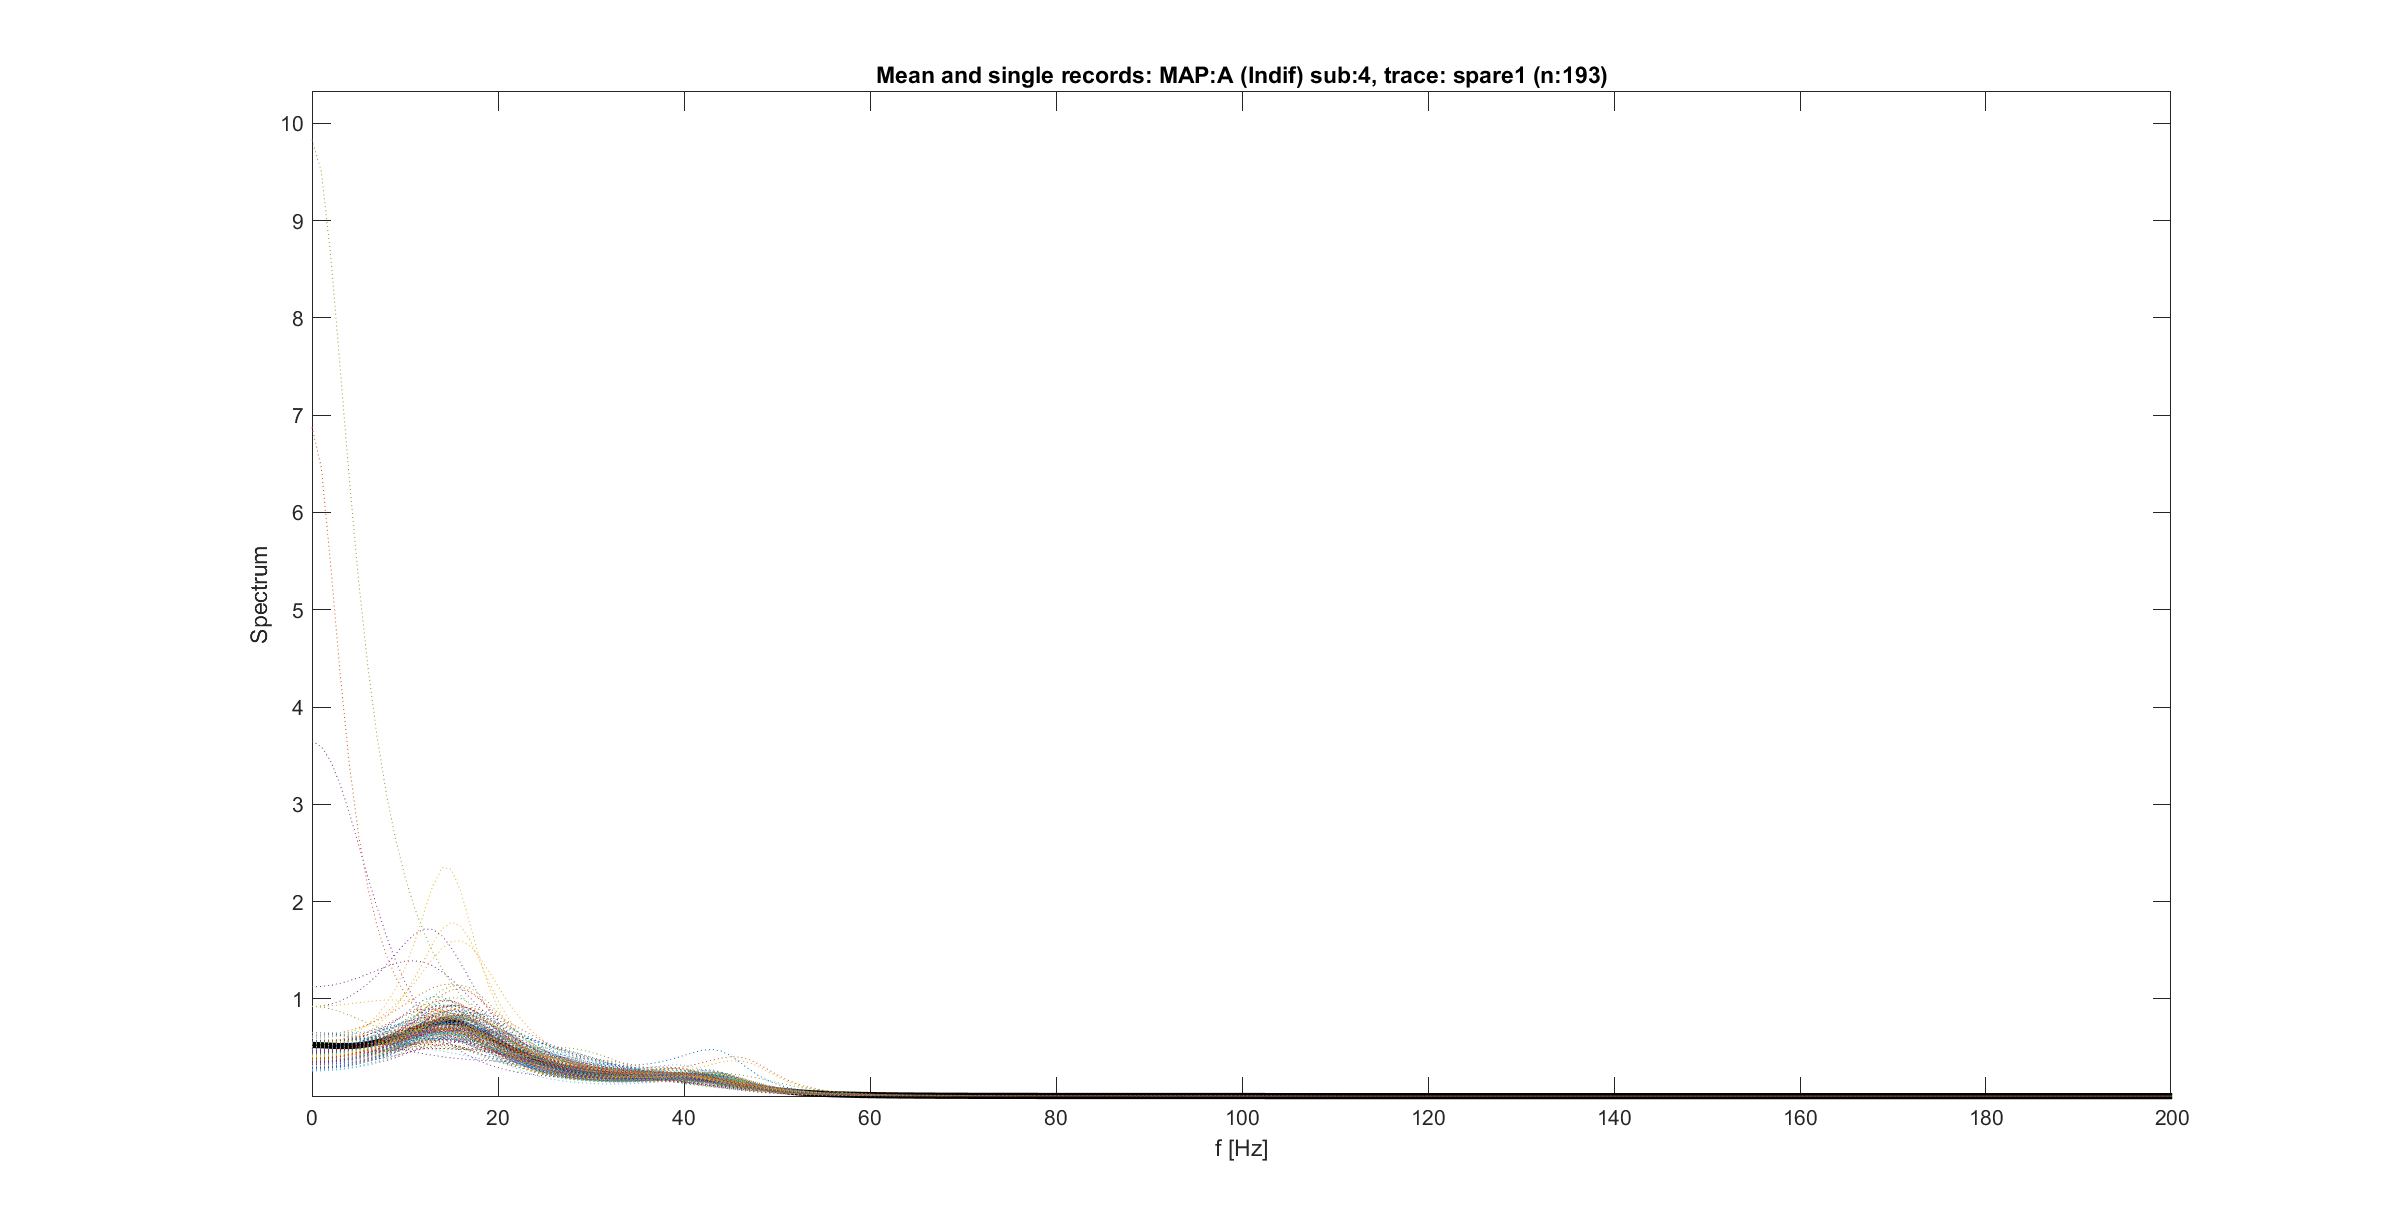 Mean and single records: MAP:A (Indif) sub:4, trace: spare1 (n:193)
10
9
8
7
6
5
4
3
2
1
Spectrum
0 20 40 60 80 100 120 140 160 180 200
f [Hz]